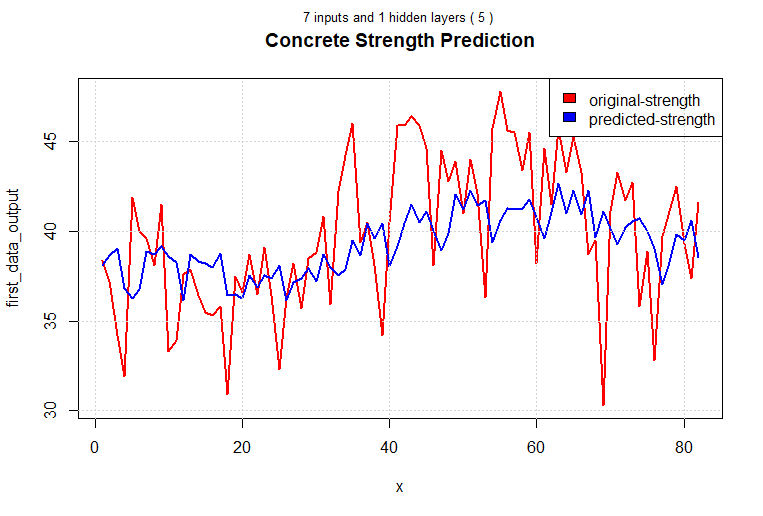 7 inputs and 1 hidden layers ( 5 )
Concrete Strength Prediction
original-strength
predicted-strength
first_data_output
45
40
35
30
0 20 40 60 80
x